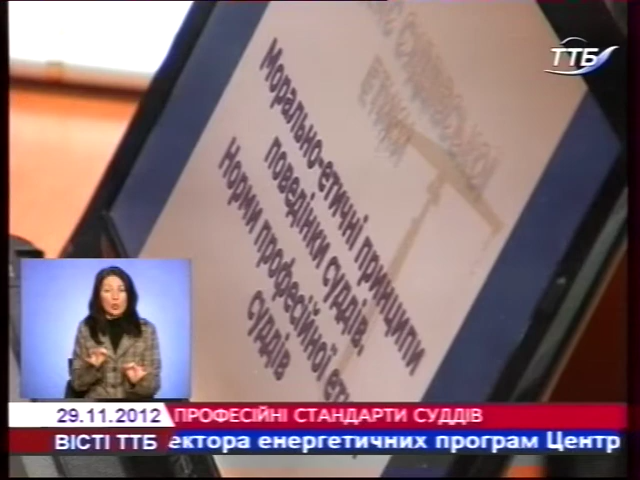 ТТБ
Морально-етичні принципи
поведінки суддів.
Норми професійної ети
суддів
29.11.2012 ПРОФЕСІЙНІ СТАНДАРТИ СУДДІВ
ВІСТІ ТТБ ектора енергетичних програм Центр